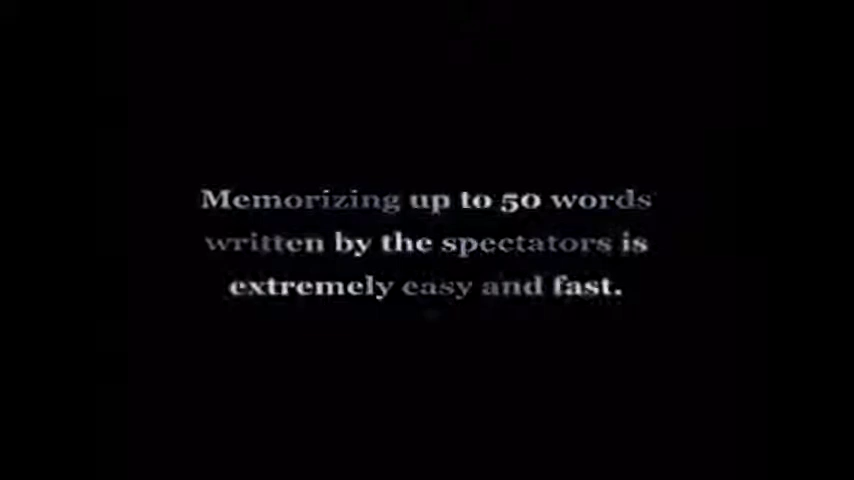 Memorizing up to 50 words
written by the spectators is
extremely easy and fast.